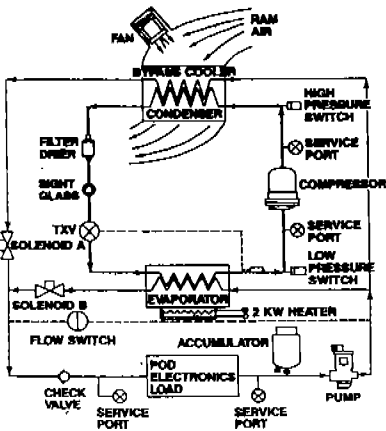 FAN
RAM
AIR
BYPASS COOLER
CONDENSER
HIGH
PRESSURE
SWITCH
FILTER
DRIER
SERVICE
PORT
COMPRESSOR
SIGHT
GLASS
TXV
SERVICE
PORT
SOLENOID A
LOW
PRESSURE
SWITCH
EVAPORATOR
SOLENOID B
2 KW HEATER
FLOW SWITCH
ACCUMULATOR
POD
ELECTRONICS
LOAD
PUMP
CHECK
VALVE
SERVICE
PORT
SERVICE
PORT